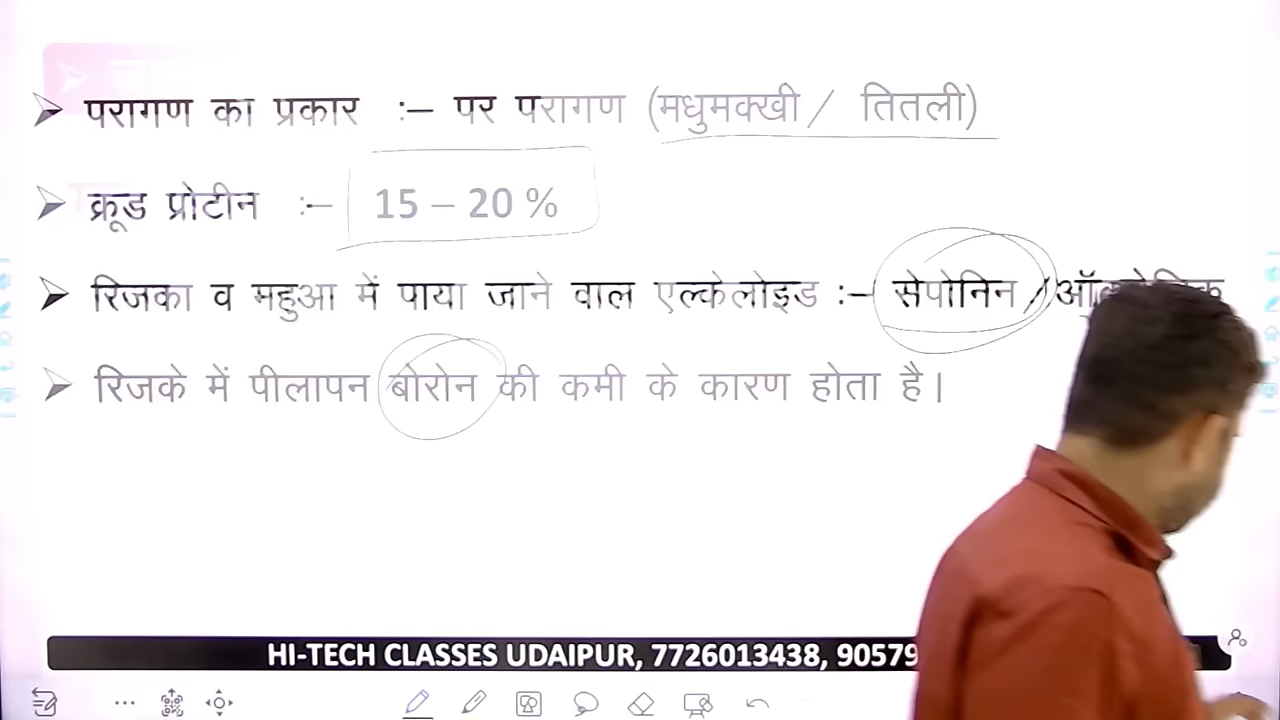 परागण का प्रकार :– पर परागण (मधुमक्खी / तितली)
क्रूड प्रोटीन :– 15 – 20 %
रिजका व महुआ में पाया जाने वाल एल्केलोइड :– सेपोनिन /
रिजके में पीलापन बोरोन की कमी के कारण होता है।
HI-TECH CLASSES UDAIPUR, 7726013438,